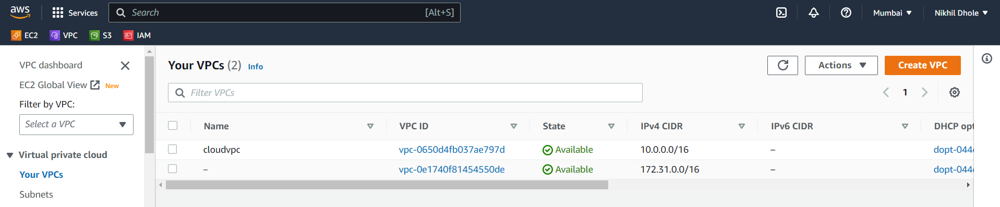 aws Services Search [Alt+S] Mumbai Nikhil Dhole
EC2 VPC S3 IAM
VPC dashboard
EC2 Global View New
Filter by VPC:
Select a VPC
Virtual private cloud
Your VPCs
Subnets
Your VPCs (2) Info Actions Create VPC
Filter VPCs 1
Name VPC ID State IPv4 CIDR IPv6 CIDR DHCP opt
cloudvpc vpc-0650d4fb037ae797d Available 10.0.0.0/16 – dopt-044
– vpc-0e1740f81454550de Available 172.31.0.0/16 – dopt-044